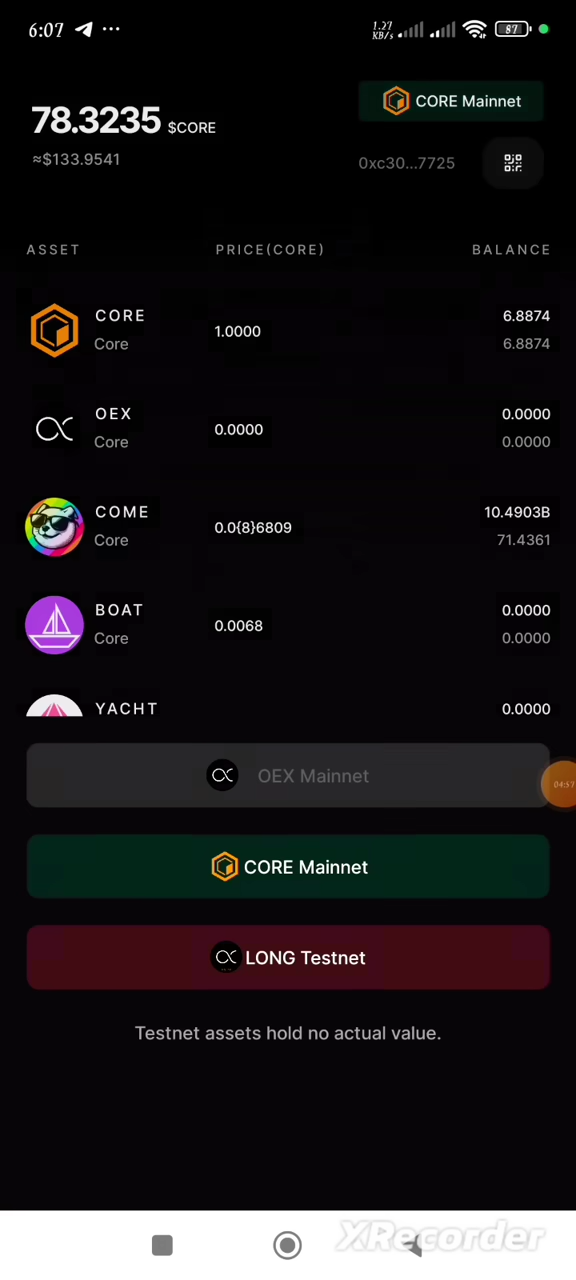 6:07
1.27
KB/s
87
78.3235 $CORE
CORE Mainnet
≈$133.9541
0xc30...7725
ASSET PRICE(CORE) BALANCE
CORE
Core
1.0000
6.8874
6.8874
OEX
Core
0.0000
0.0000
0.0000
COME
Core
0.0{8}6809
10.4903B
71.4361
BOAT
Core
0.0068
0.0000
0.0000
YACHT
0.0000
OEX Mainnet
04:57
CORE Mainnet
LONG Testnet
Testnet assets hold no actual value.
XRecorder